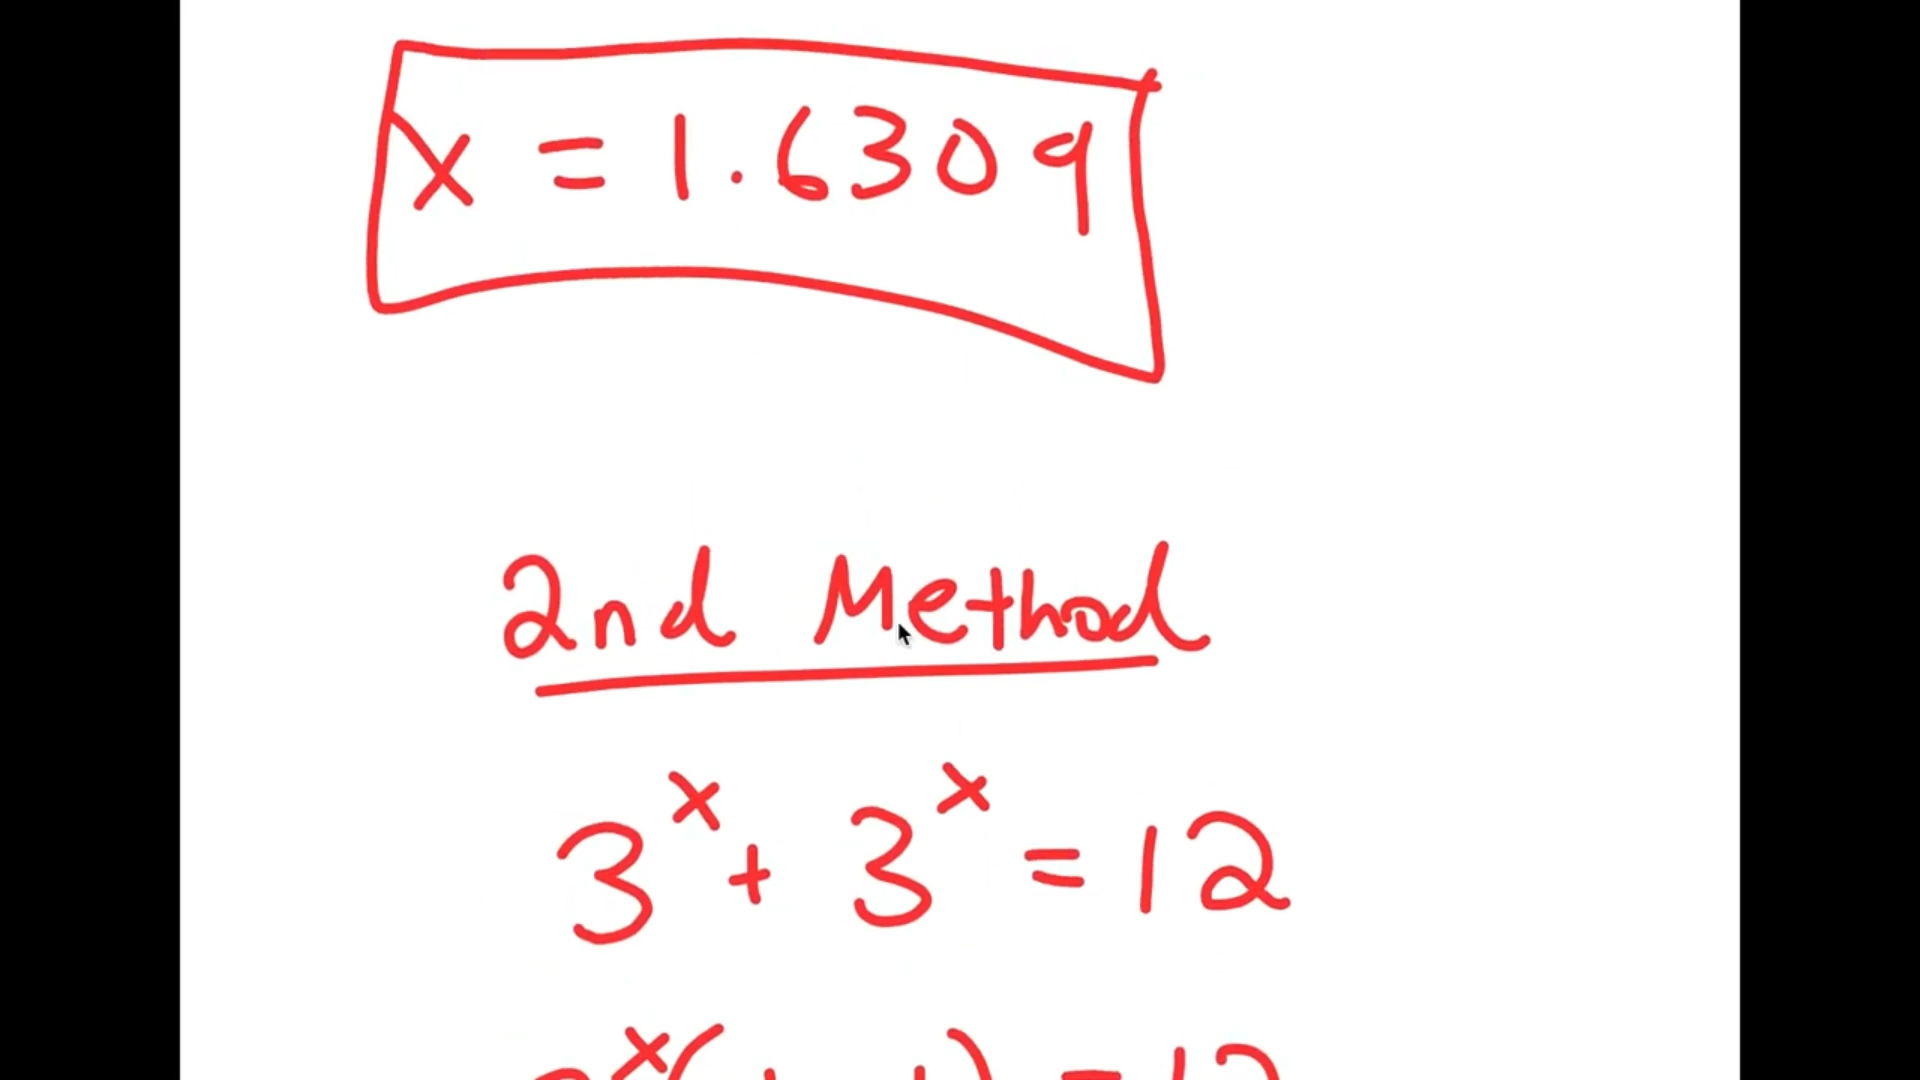 x = 1.6309
2nd Method
3^x + 3^x = 12